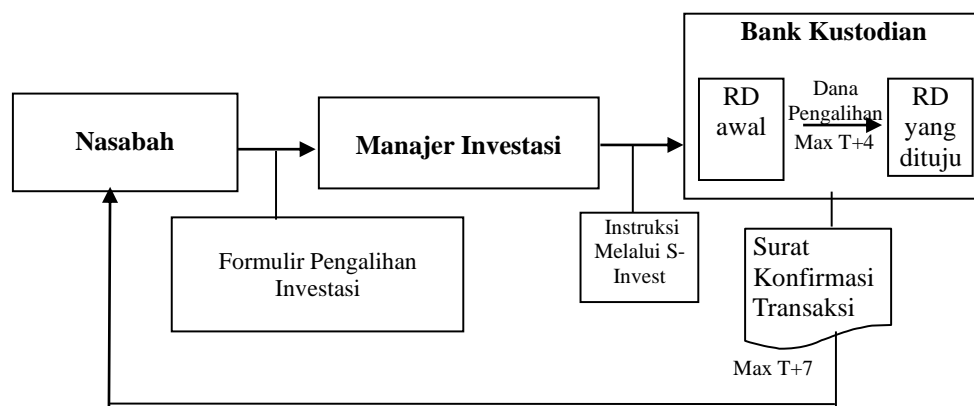 Bank Kustodian
Nasabah
Manajer Investasi
RD
awal
Dana
Pengalihan
Max T+4
RD
yang
dituju
Formulir Pengalihan
Investasi
Instruksi
Melalui S-
Invest
Surat
Konfirmasi
Transaksi
Max T+7